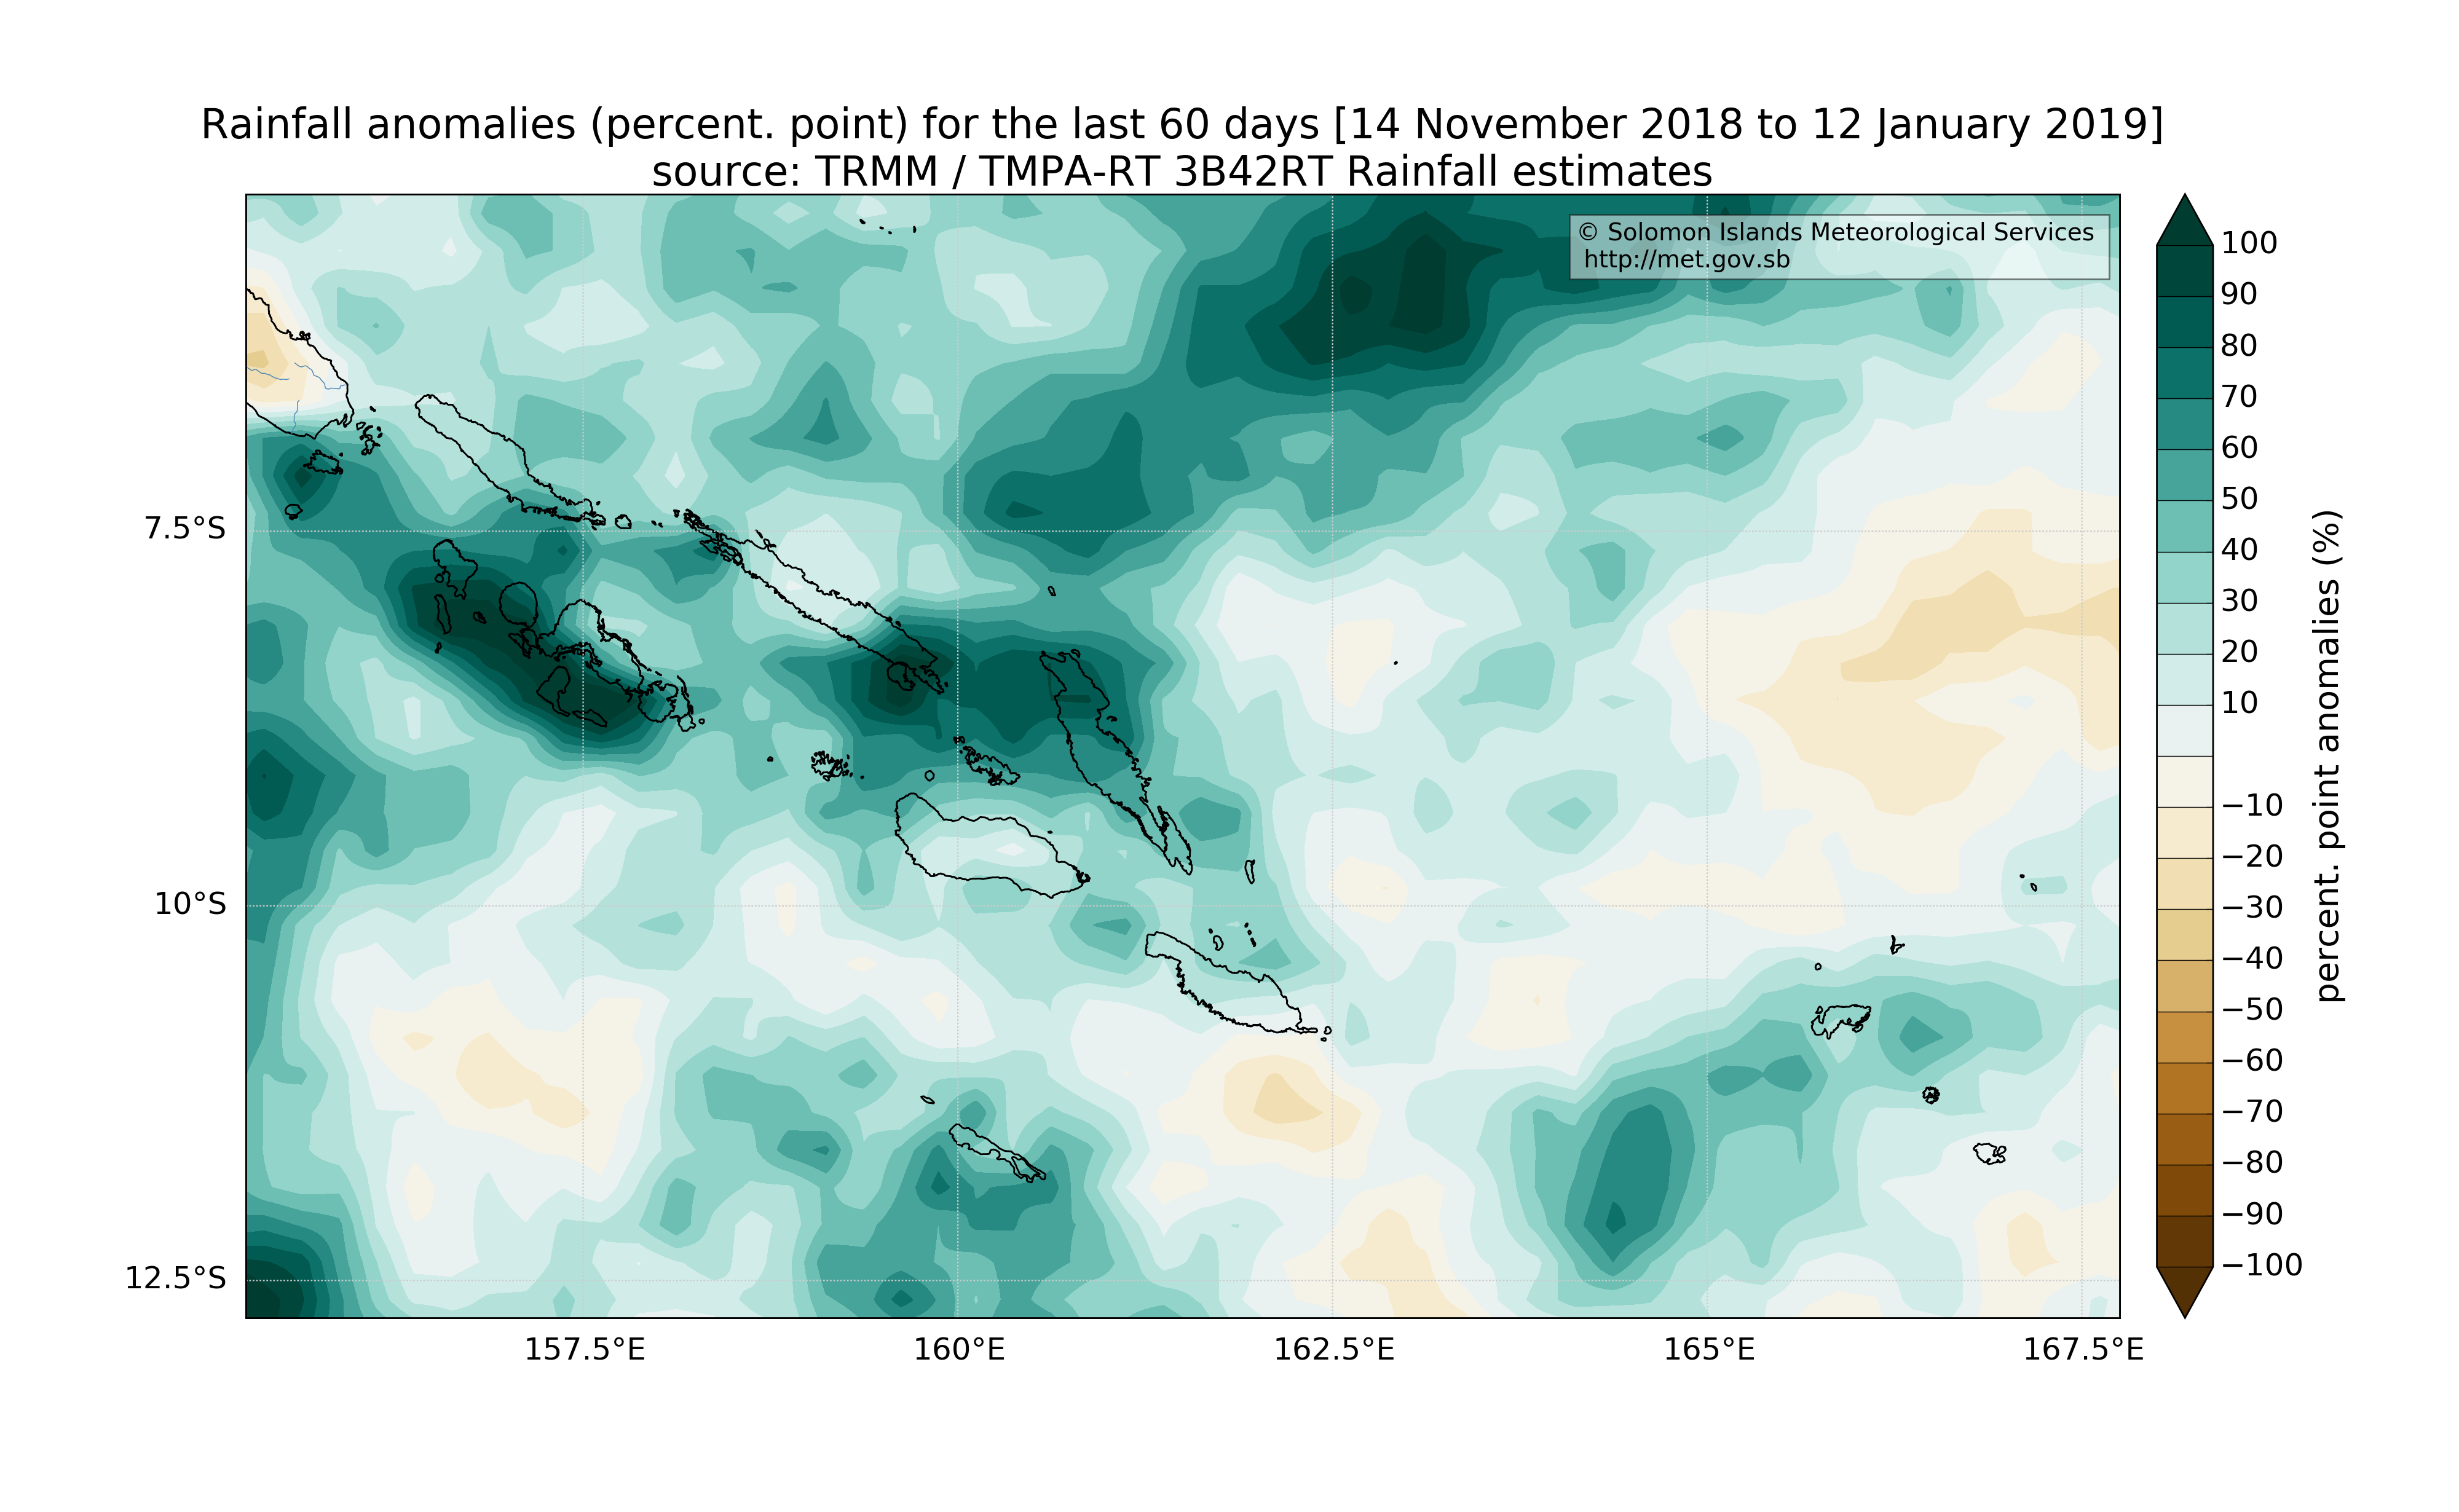 Rainfall anomalies (percent. point) for the last 60 days [14 November 2018 to 12 January 2019]
source: TRMM / TMPA-RT 3B42RT Rainfall estimates
© Solomon Islands Meteorological Services
http://met.gov.sb
7.5°S
10°S
12.5°S
157.5°E
160°E
162.5°E
165°E
167.5°E
100
90
80
70
60
50
40
30
20
10
−10
−20
−30
−40
−50
−60
−70
−80
−90
−100
percent. point anomalies (%)